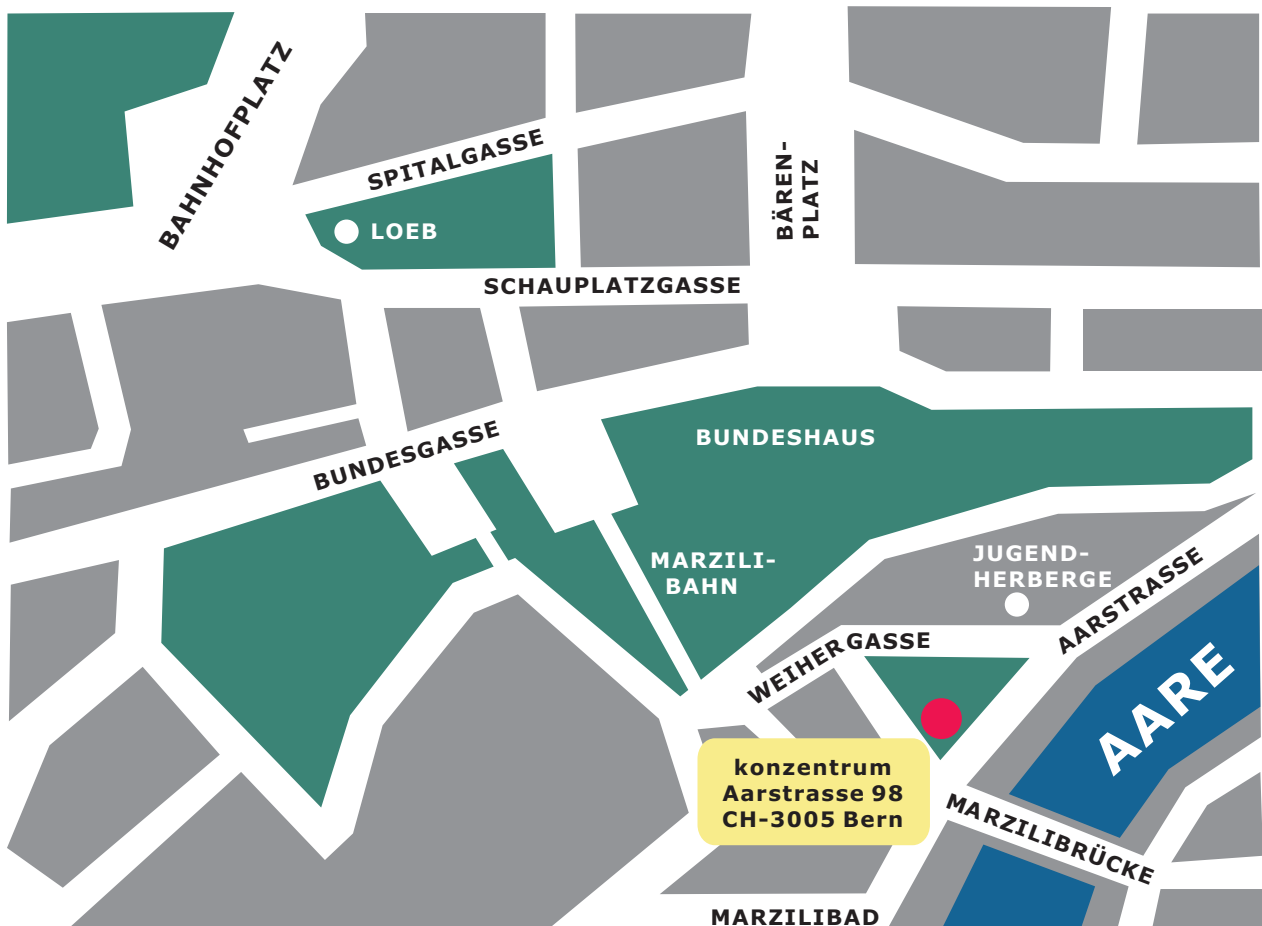 BAHNHOFPLATZ
SPITALGASSE
BÄREN-
PLATZ
LOEB
SCHAUPLATZGASSE
BUNDESGASSE
BUNDESHAUS
MARZILI-
BAHN
JUGEND-
HERBERGE
AARSTRASSE
WEIHERGASSE
AARE
konzentrum
Aarstrasse 98
CH-3005 Bern
MARZILIBRÜCKE
MARZILIBAD